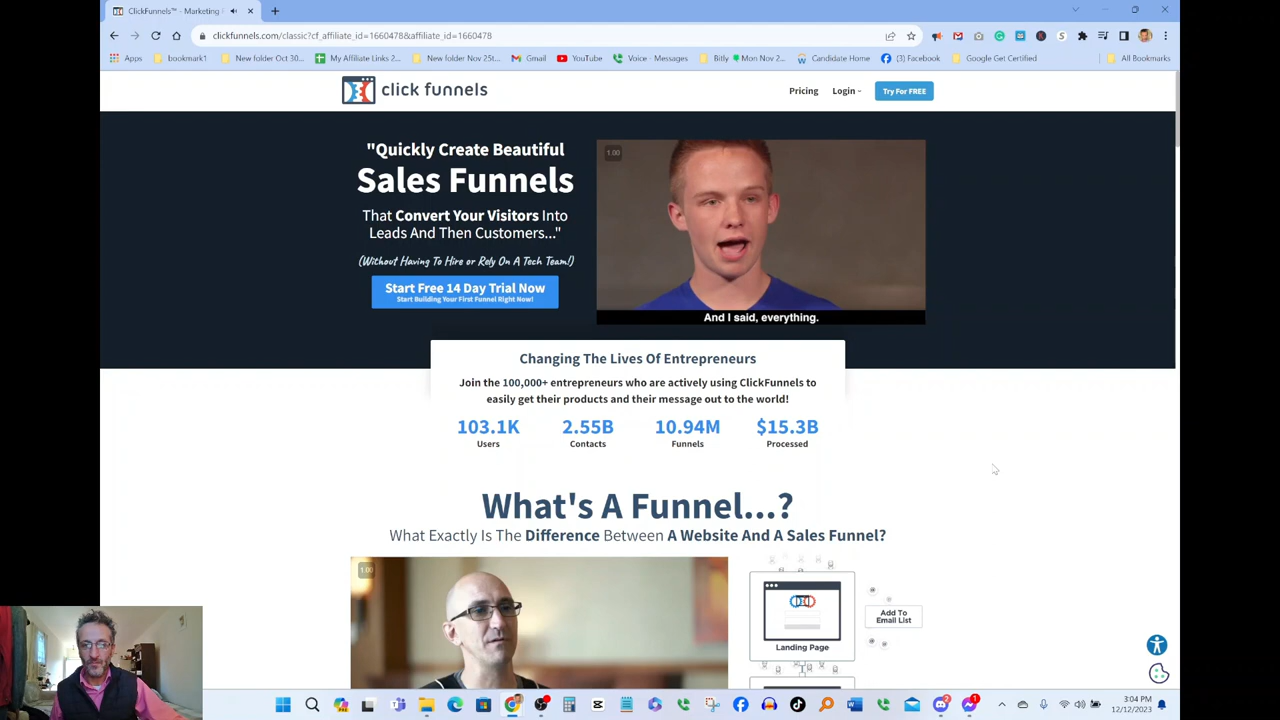 ClickFunnels™ - Marketing F
clickfunnels.com/classic?cf_affiliate_id=1660478&affiliate_id=1660478
Apps
bookmark1
New folder Oct 30...
My Affiliate Links 2...
New folder Nov 25t...
Gmail
YouTube
Voice - Messages
Bitly
Mon Nov 2...
Candidate Home
(3) Facebook
Google Get Certified
All Bookmarks
click funnels
Pricing
Login
Try For FREE
"Quickly Create Beautiful
Sales Funnels
That Convert Your Visitors Into
Leads And Then Customers..."
(Without Having To Hire or Rely On A Tech Team!)
Start Free 14 Day Trial Now
Start Building Your First Funnel Right Now!
1.00
And I said, everything.
Changing The Lives Of Entrepreneurs
Join the 100,000+ entrepreneurs who are actively using ClickFunnels to
easily get their products and their message out to the world!
103.1K 2.55B 10.94M $15.3B
Users Contacts Funnels Processed
What's A Funnel...?
What Exactly Is The Difference Between A Website And A Sales Funnel?
1.00
Add To
Email List
Landing Page
3:04 PM
12/12/2023